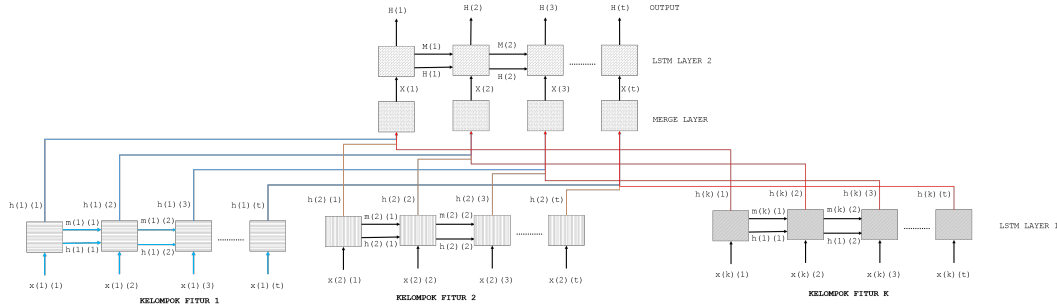 H(1) H(2) H(3) H(t) OUTPUT
M(1) M(2)
LSTM LAYER 2
H(1) H(2)
X(1) X(2) X(3) X(t)
MERGE LAYER
h(1)(1) h(1)(2) h(1)(3) h(1)(t) h(2)(1) h(2)(2) h(2)(3) h(2)(t) h(k)(1) h(k)(2) h(k)(3) h(k)(t)
m(1)(1) m(1)(2) m(2)(1) m(2)(2) m(k)(1) m(k)(2)
LSTM LAYER 1
h(1)(1) h(1)(2) h(2)(1) h(2)(2) h(1)(1) h(1)(2)
x(1)(1) x(1)(2) x(1)(3) x(1)(t) x(2)(1) x(2)(2) x(2)(3) x(2)(t) x(k)(1) x(k)(2) x(k)(3) x(k)(t)
KELOMPOK FITUR 1 KELOMPOK FITUR 2 KELOMPOK FITUR K